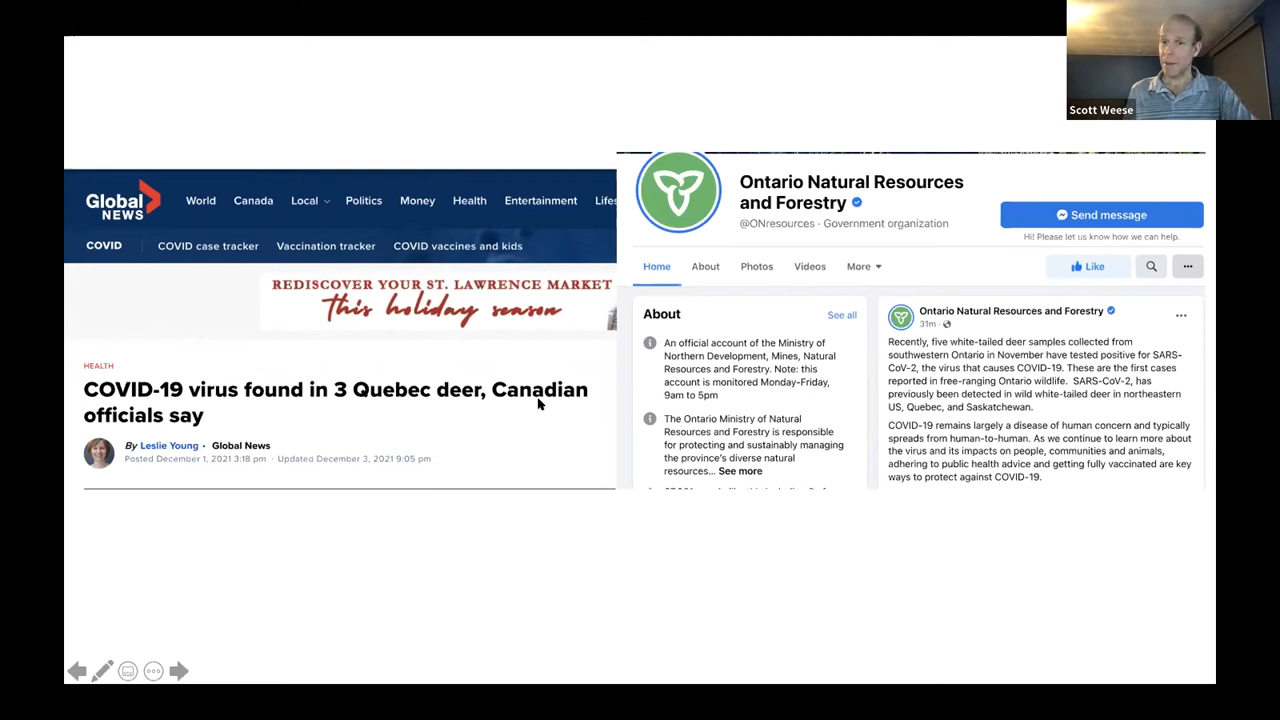 Scott Weese
Global
NEWS
World Canada Local Politics Money Health Entertainment Lifes
COVID COVID case tracker Vaccination tracker COVID vaccines and kids
REDISCOVER YOUR ST. LAWRENCE MARKET
this holiday season
HEALTH
COVID-19 virus found in 3 Quebec deer, Canadian
officials say
By Leslie Young · Global News
Posted December 1, 2021 3:18 pm · Updated December 3, 2021 9:05 pm
Ontario Natural Resources
and Forestry
@ONresources · Government organization
Send message
Hi! Please let us know how we can help.
Home About Photos Videos More
Like
About
See all
An official account of the Ministry of
Northern Development, Mines, Natural
Resources and Forestry. Note: this
account is monitored Monday-Friday,
9am to 5pm
The Ontario Ministry of Natural
Resources and Forestry is responsible
for protecting and sustainably managing
the province's diverse natural
resources... See more
Ontario Natural Resources and Forestry
31m ·
Recently, five white-tailed deer samples collected from
southwestern Ontario in November have tested positive for SARS-
CoV-2, the virus that causes COVID-19. These are the first cases
reported in free-ranging Ontario wildlife. SARS-CoV-2, has
previously been detected in wild white-tailed deer in northeastern
US, Quebec, and Saskatchewan.
COVID-19 remains largely a disease of human concern and typically
spreads from human-to-human. As we continue to learn more about
the virus and its impacts on people, communities and animals,
adhering to public health advice and getting fully vaccinated are key
ways to protect against COVID-19.